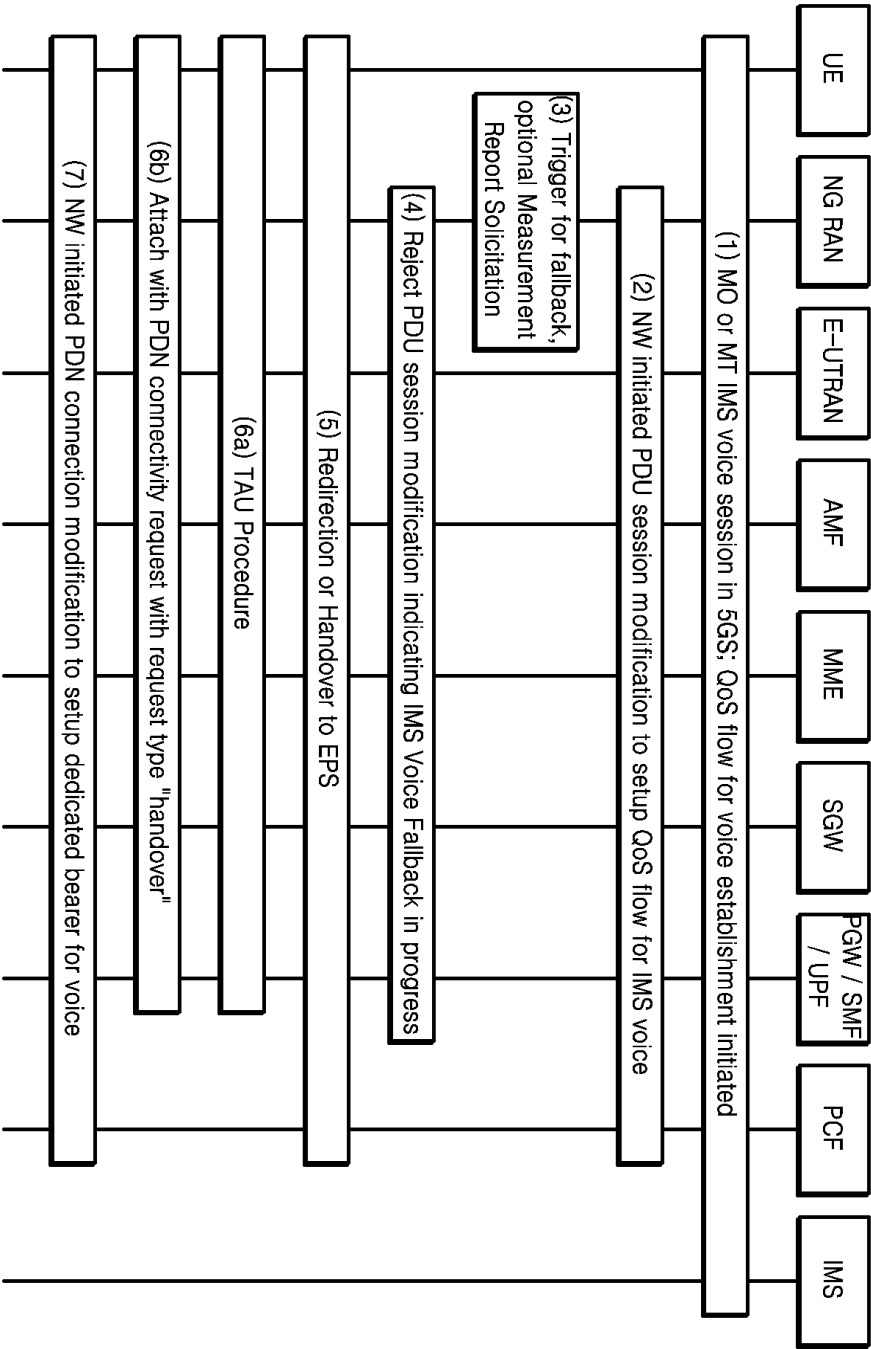 UE
NG RAN
E-UTRAN
AMF
MME
SGW
PGW / SMF
/ UPF
PCF
IMS
(1) MO or MT IMS voice session in 5GS; QoS flow for voice establishment initiated
(2) NW initiated PDU session modification to setup QoS flow for IMS voice
(3) Trigger for fallback,
optional Measurement
Report Solicitation
(4) Reject PDU session modification indicating IMS Voice Fallback in progress
(5) Redirection or Handover to EPS
(6a) TAU Procedure
(6b) Attach with PDN connectivity request with request type "handover"
(7) NW initiated PDN connection modification to setup dedicated bearer for voice